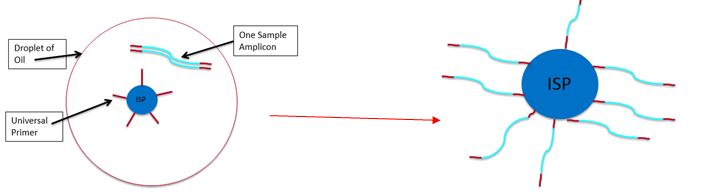 Droplet of
Oil
One Sample
Amplicon
Universal
Primer
ISP
ISP